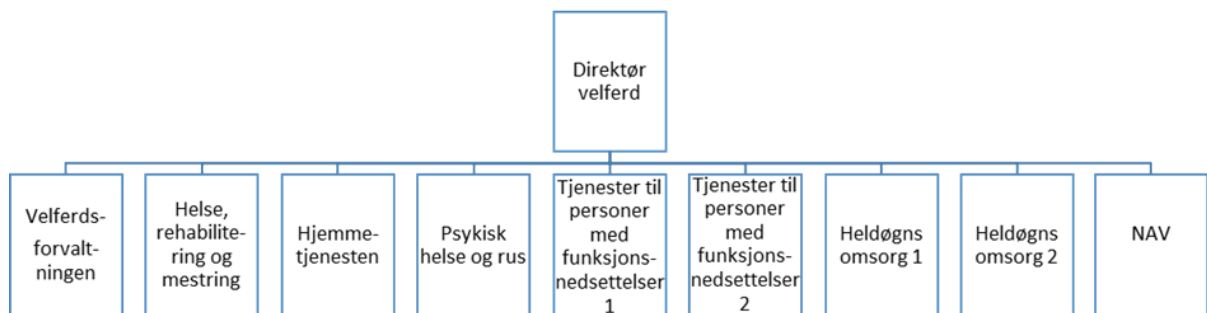 Direktør
velferd
Velferds-
forvalt-
ningen
Helse,
rehabilite-
ring og
mestring
Hjemme-
tjenesten
Psykisk
helse og rus
Tjenester til
personer
med
funksjons-
nedsettelser
1
Tjenester til
personer
med
funksjons-
nedsettelser
2
Heldøgns
omsorg 1
Heldøgns
omsorg 2
NAV